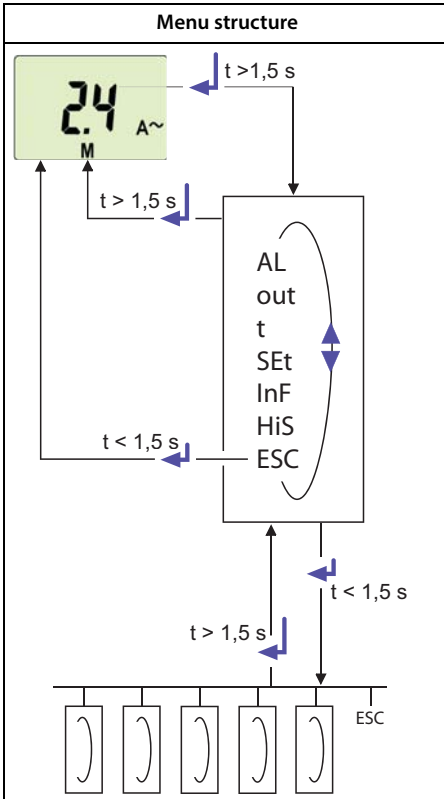 Menu structure
t >1,5 s
2.4
A~
M
t > 1,5 s
AL
out
t
SEt
InF
HiS
ESC
t < 1,5 s
t < 1,5 s
t > 1,5 s
ESC